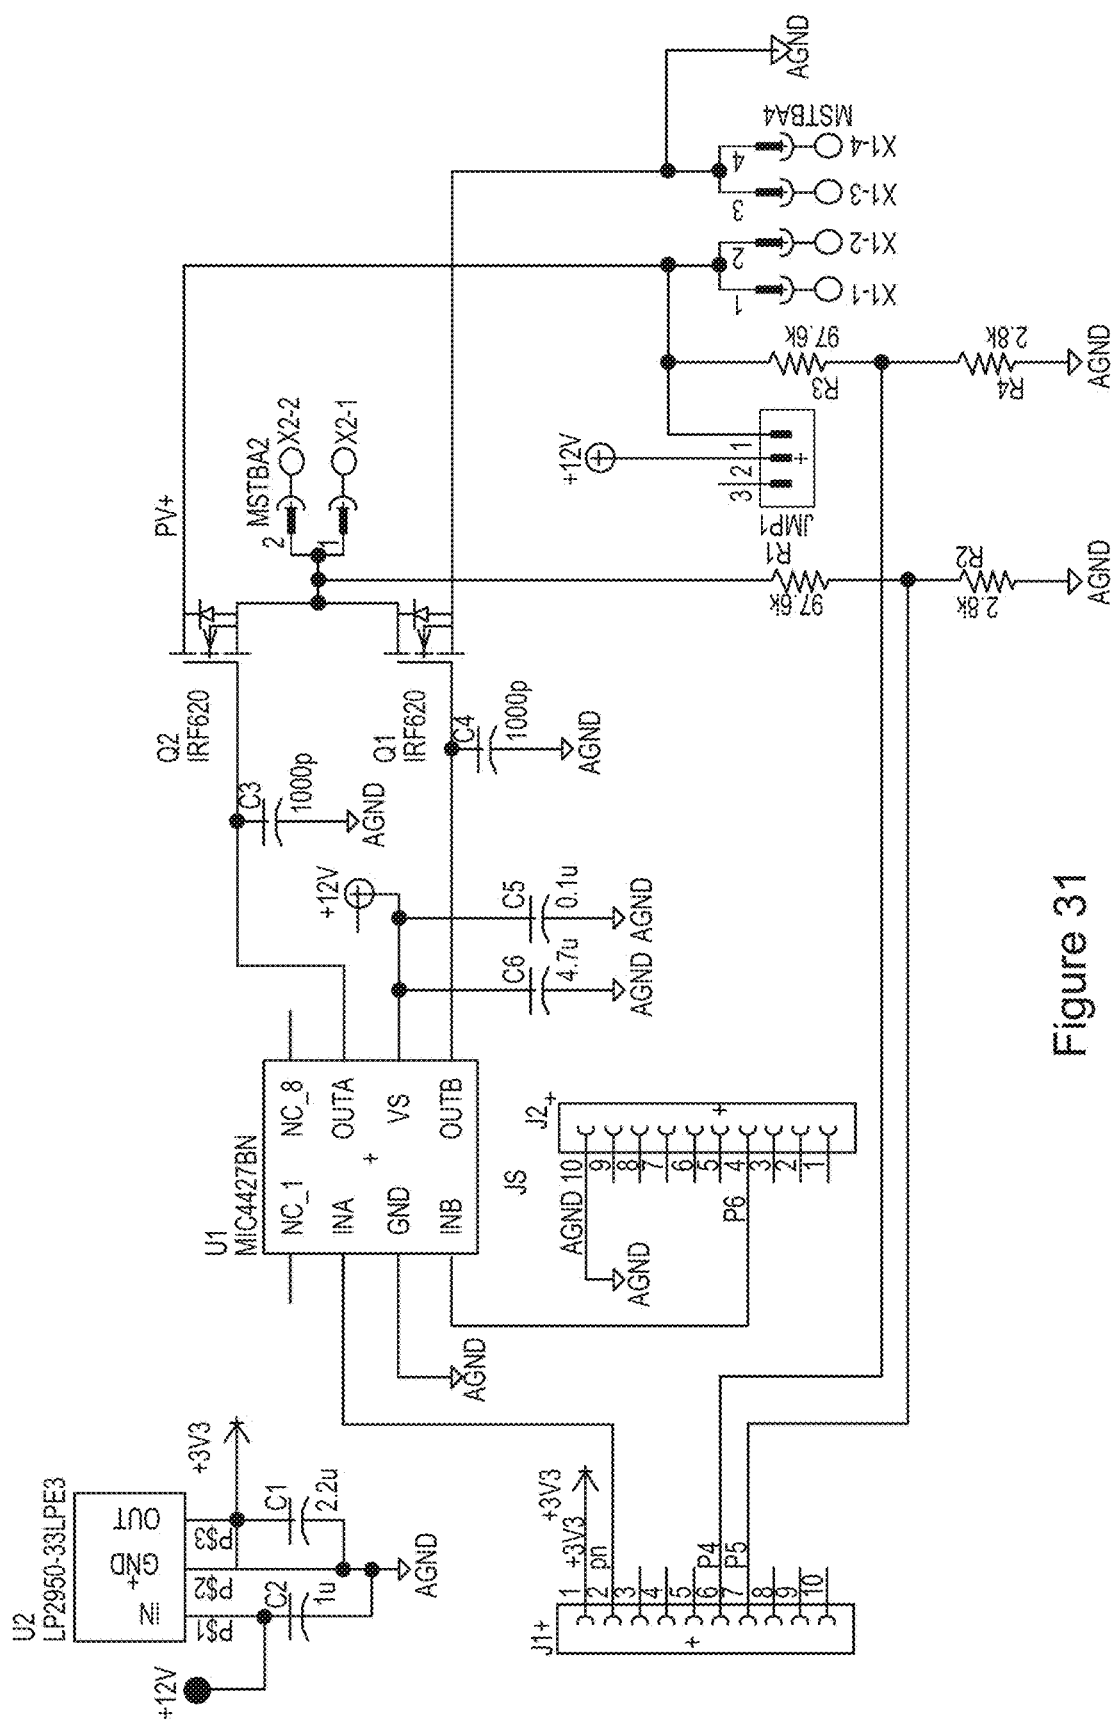 U2
LP2950-33LPE3
IN
GND
OUT
P$1
P$2
P$3
+12V
+3V3
C1
2.2u
C2
1u
AGND
U1
MIC4427BN
NC_1
NC_8
INA
OUTA
GND
VS
INB
OUTB
AGND
+12V
C3
1000p
AGND
C6
4.7u
AGND
C5
0.1u
AGND
C4
1000p
AGND
Q2
IRF620
Q1
IRF620
PV+
MSTBA2
X2-2
X2-1
2
1
J1+
1
2
3
4
5
6
7
8
9
10
+3V3
+3V3
pn
P4
P5
JS
J2
10
9
8
7
6
5
4
3
2
1
AGND
AGND
P6
+12V
JMP1
3
2
1
R1
97.6k
R2
2.8k
AGND
R3
97.6k
R4
2.8k
AGND
1
2
3
4
X1-1
X1-2
X1-3
X1-4
MSTBA4
AGND
Figure 31